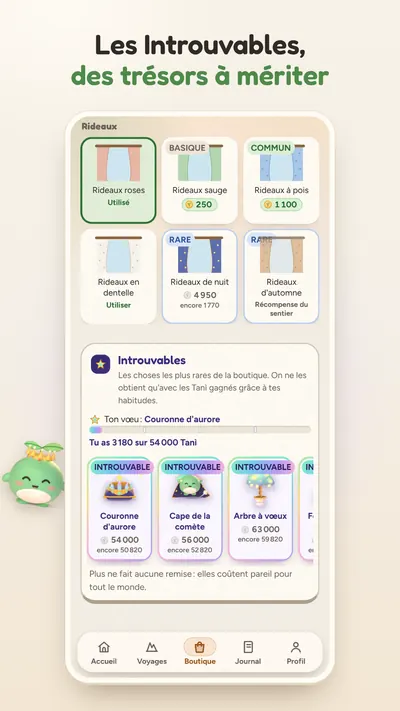 Les Introuvables,
des trésors à mériter
Rideaux
BASIQUE
COMMUN
Rideaux roses
Rideaux sauge
Rideaux à pois
Utilisé
250
1 100
RARE
RARE
Rideaux en
dentelle
Utiliser
Rideaux de nuit
4 950
encore 1 770
Rideaux
d'automne
Récompense du
sentier
Introuvables
Les choses les plus rares de la boutique. On ne les
obtient qu'avec les Tani gagnés grâce à tes
habitudes.
Ton vœu : Couronne d'aurore
Tu as 3 180 sur 54 000 Tani
INTROUVABLE
INTROUVABLE
INTROUVABLE
IN
Couronne
d'aurore
54 000
encore 50 820
Cape de la
comète
56 000
encore 52 820
Arbre à vœux
63 000
encore 59 820
Plus ne fait aucune remise : elles coûtent pareil pour
tout le monde.
Accueil
Voyages
Boutique
Journal
Profil